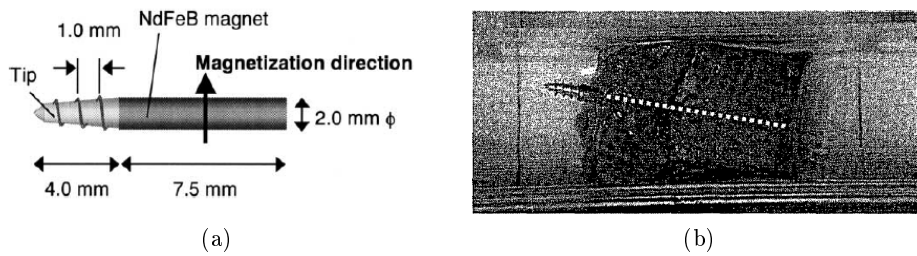 NdFeB magnet
1.0 mm
Magnetization direction
Tip
2.0 mm ϕ
4.0 mm
7.5 mm
(a)
(b)